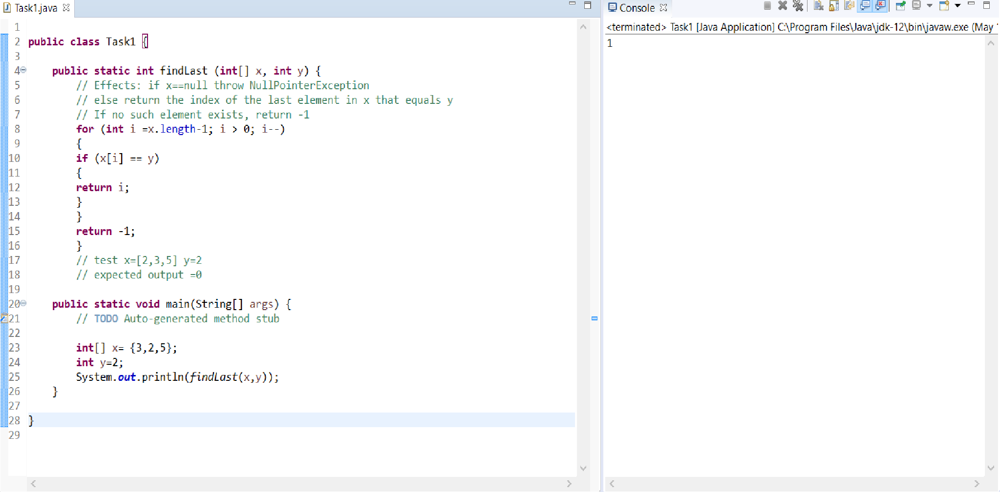 Task1.java
1
2 public class Task1 {
3
4 public static int findLast (int[] x, int y) {
5 // Effects: if x==null throw NullPointerException
6 // else return the index of the last element in x that equals y
7 // If no such element exists, return -1
8 for (int i =x.length-1; i > 0; i--)
9 {
10 if (x[i] == y)
11 {
12 return i;
13 }
14 }
15 return -1;
16 }
17 // test x=[2,3,5] y=2
18 // expected output =0
19
20 public static void main(String[] args) {
21 // TODO Auto-generated method stub
22
23 int[] x= {3,2,5};
24 int y=2;
25 System.out.println(findLast(x,y));
26 }
27
28 }
29
Console
<terminated> Task1 [Java Application] C:\Program Files\Java\jdk-12\bin\javaw.exe (May
1